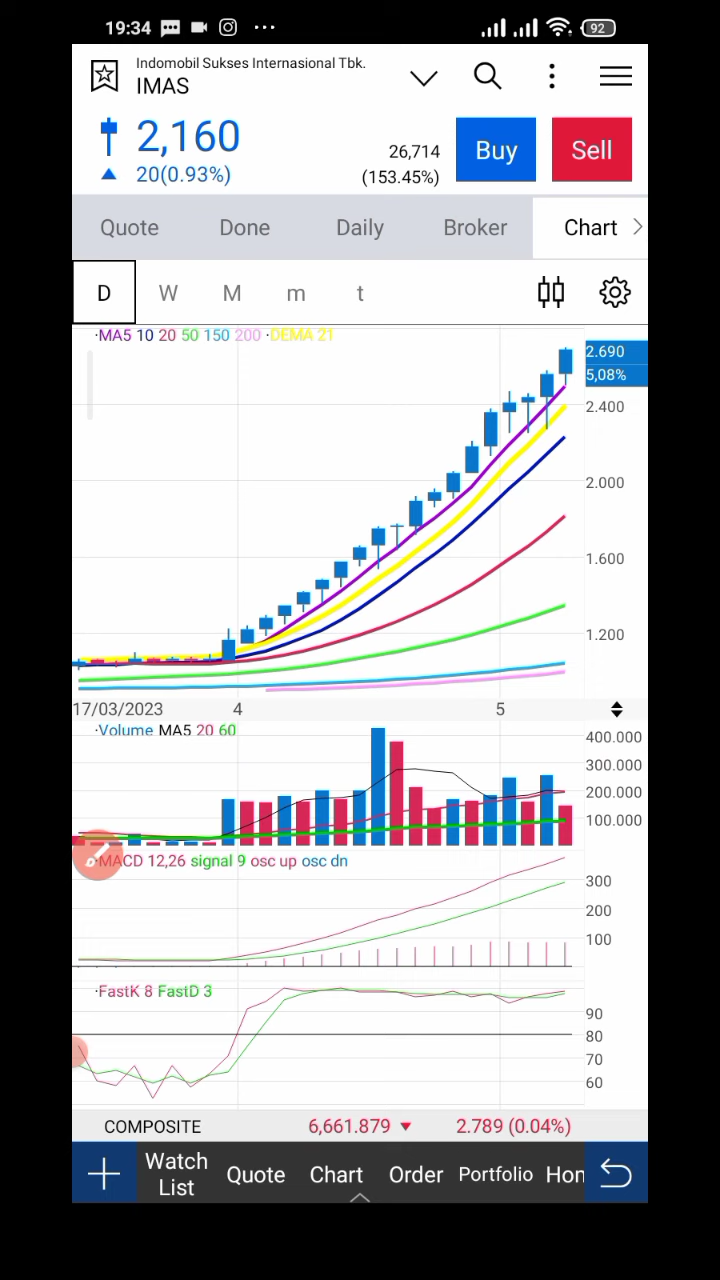 19:34 92
Indomobil Sukses Internasional Tbk.
IMAS
2,160
20(0.93%)
26,714
(153.45%)
Buy
Sell
Quote Done Daily Broker Chart
D W M m t
MA5 10 20 50 150 200 DEMA 21
2.690
5,08%
2.400
2.000
1.600
1.200
17/03/2023 4 5
Volume MA5 20 60
400.000
300.000
200.000
100.000
MACD 12,26 signal 9 osc up osc dn
300
200
100
FastK 8 FastD 3
90
80
70
60
COMPOSITE 6,661.879 2.789 (0.04%)
Watch List Quote Chart Order Portfolio Hon